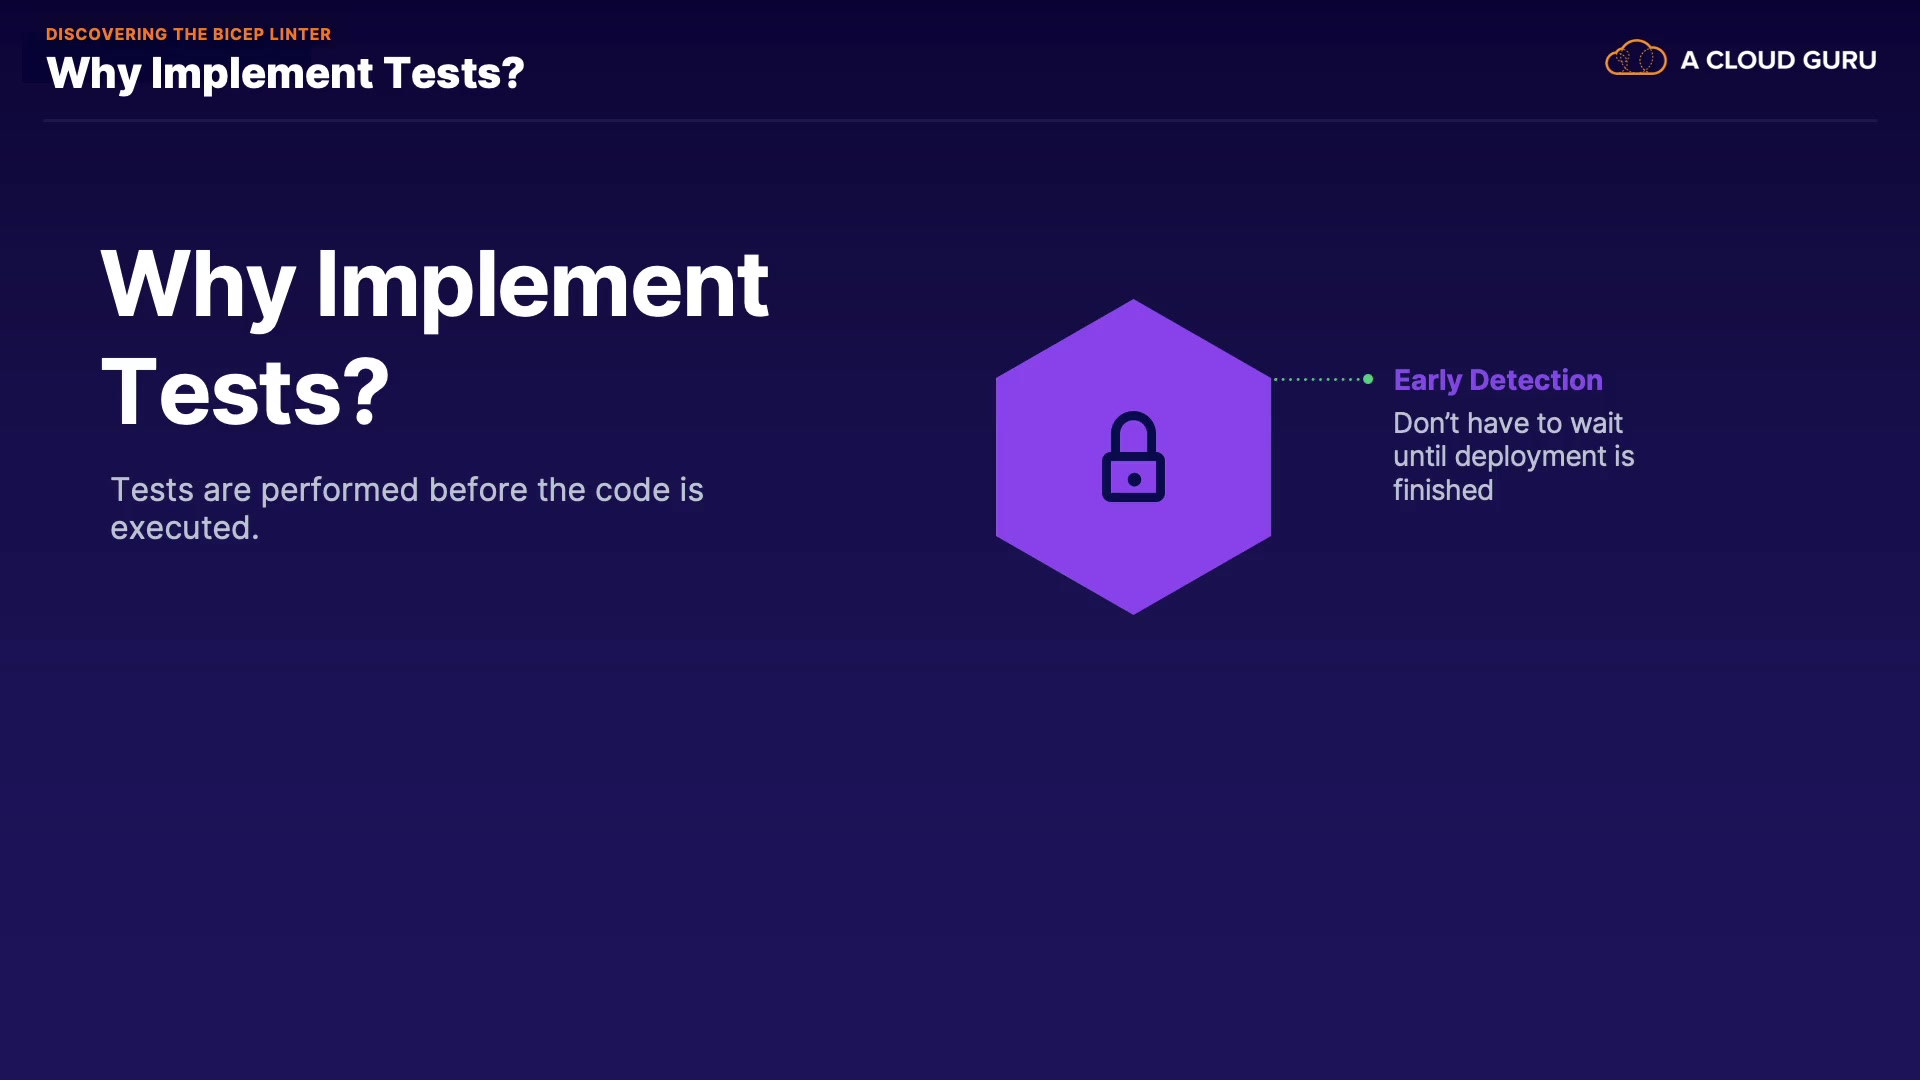 DISCOVERING THE BICEP LINTER
Why Implement Tests?
A CLOUD GURU
Why Implement
Tests?
Tests are performed before the code is
executed.
Early Detection
Don’t have to wait
until deployment is
finished